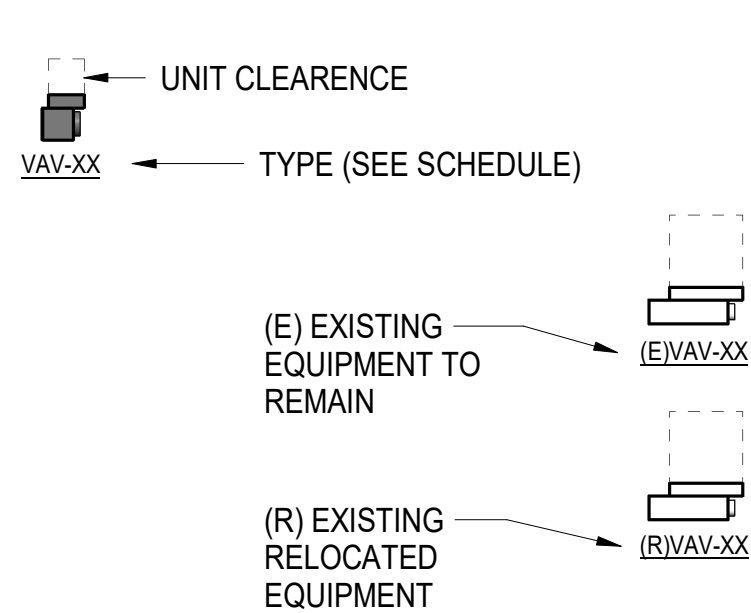 UNIT CLEARENCE
VAV-XX
TYPE (SEE SCHEDULE)
(E) EXISTING
EQUIPMENT TO
REMAIN
(E)VAV-XX
(R) EXISTING
RELOCATED
EQUIPMENT
(R)VAV-XX